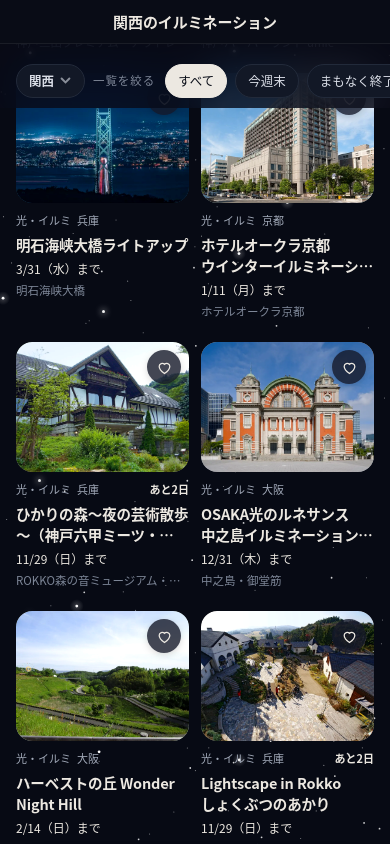 関西のイルミネーション
関西
一覧を絞る
すべて
今週末
まもなく終了
光・イルミ 兵庫
明石海峡大橋ライトアップ
3/31（水）まで
明石海峡大橋
光・イルミ 京都
ホテルオークラ京都
ウインターイルミネーシ…
1/11（月）まで
ホテルオークラ京都
光・イルミ 兵庫
あと2日
ひかりの森～夜の芸術散歩
～（神戸六甲ミーツ・…
11/29（日）まで
ROKKO森の音ミュージアム・…
光・イルミ 大阪
OSAKA光のルネサンス
中之島イルミネーション…
12/31（木）まで
中之島・御堂筋
光・イルミ 大阪
ハーベストの丘 Wonder
Night Hill
2/14（日）まで
光・イルミ 兵庫
あと2日
Lightscape in Rokko
しょくぶつのあかり
11/29（日）まで